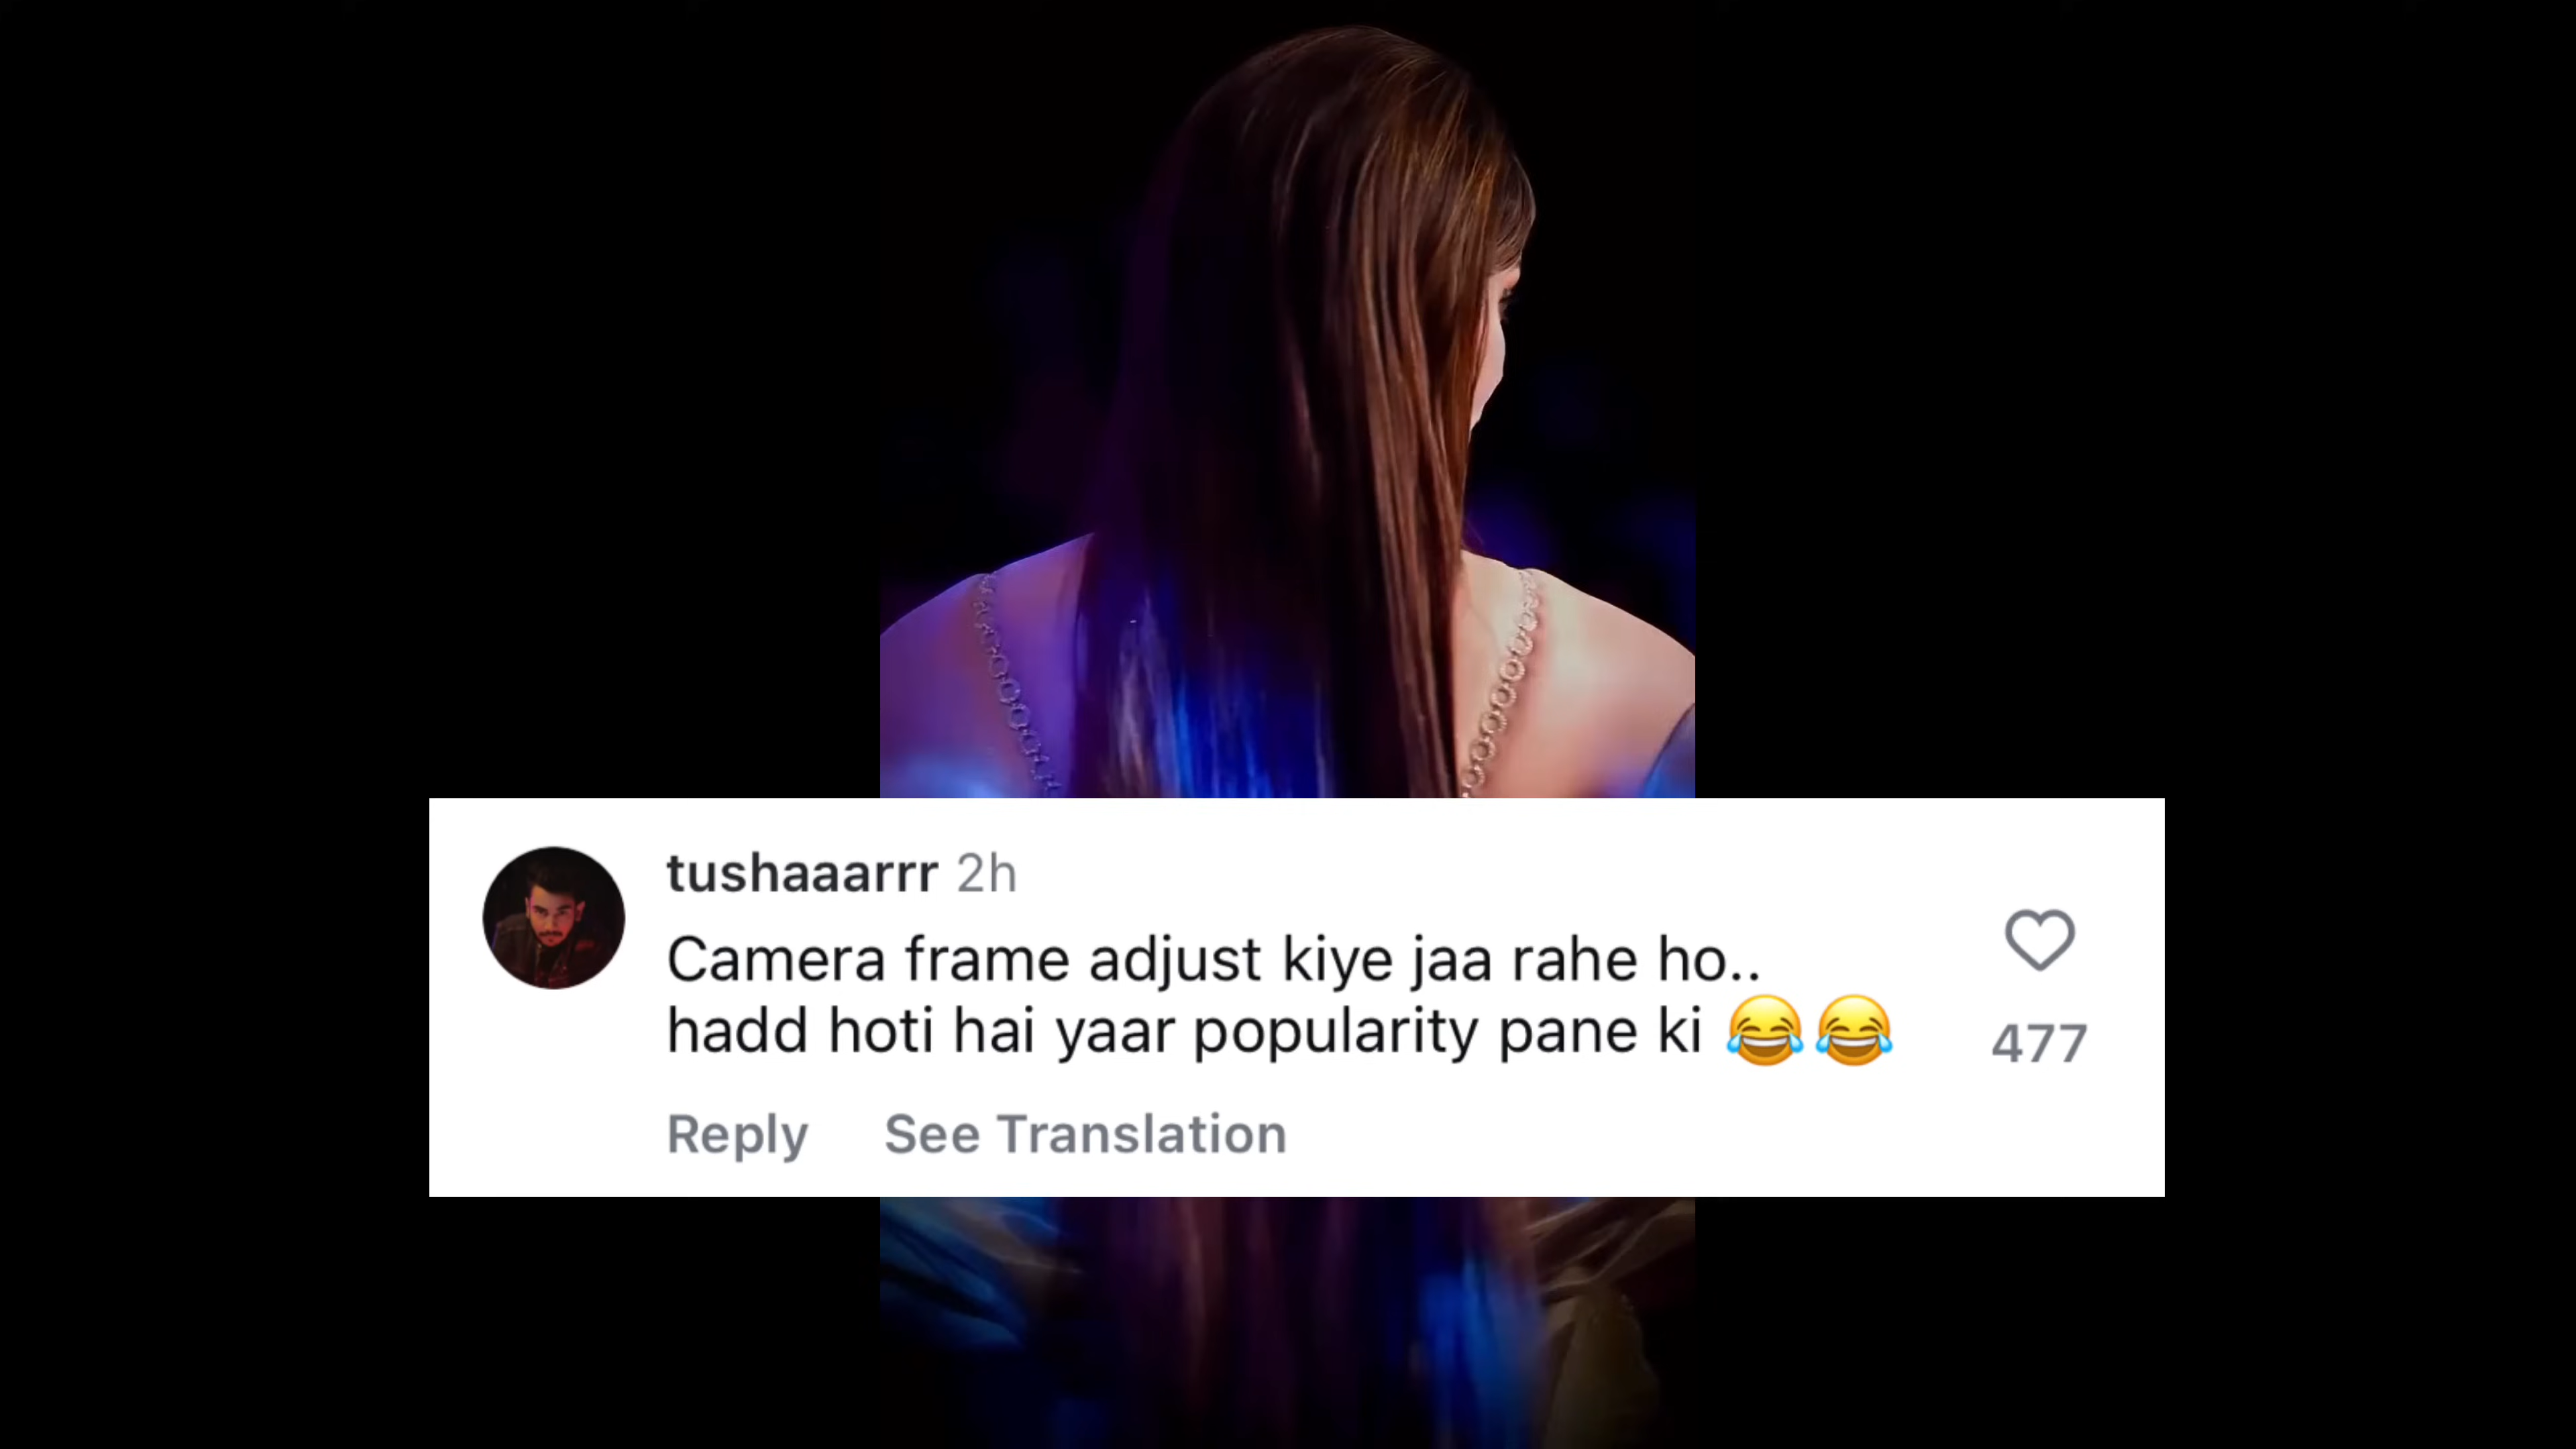 tushaaarrr 2h
Camera frame adjust kiye jaa rahe ho..
hadd hoti hai yaar popularity pane ki 😂😂
477
Reply See Translation